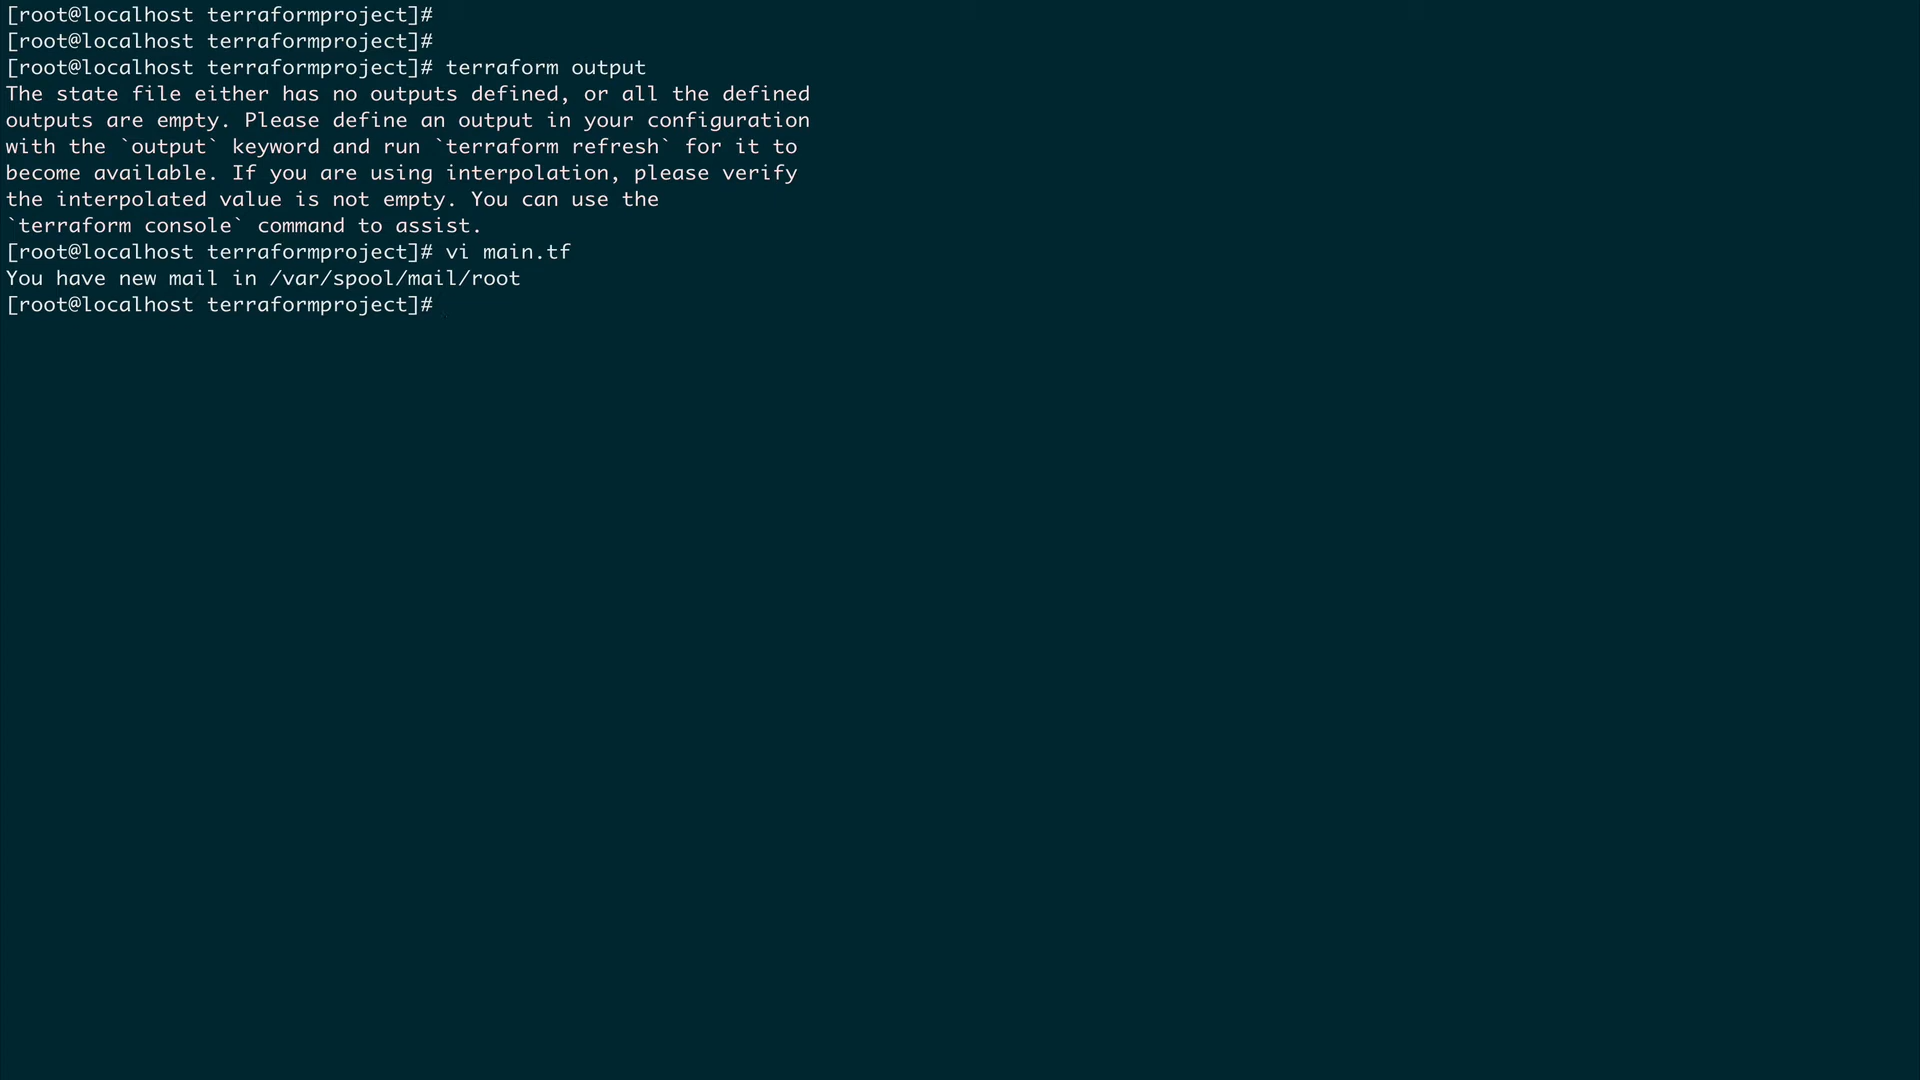 [root@localhost terraformproject]#
[root@localhost terraformproject]#
[root@localhost terraformproject]# terraform output
The state file either has no outputs defined, or all the defined
outputs are empty. Please define an output in your configuration
with the `output` keyword and run `terraform refresh` for it to
become available. If you are using interpolation, please verify
the interpolated value is not empty. You can use the
`terraform console` command to assist.
[root@localhost terraformproject]# vi main.tf
You have new mail in /var/spool/mail/root
[root@localhost terraformproject]#